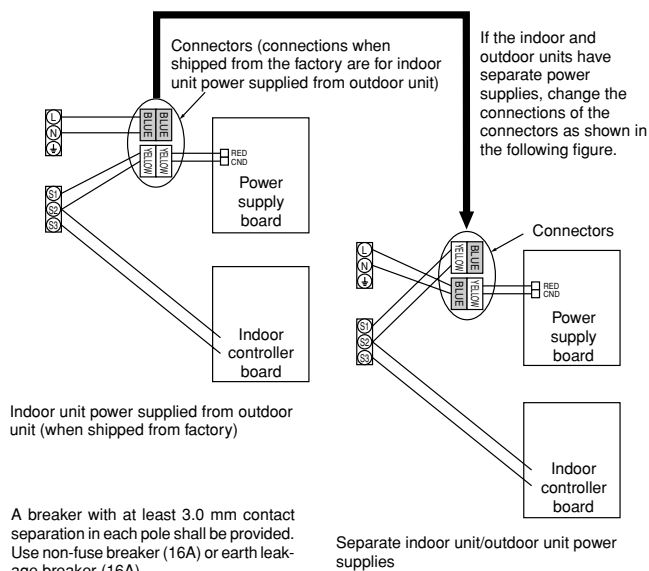 Connectors (connections when
shipped from the factory are for indoor
unit power supplied from outdoor unit)
If the indoor and
outdoor units have
separate power
supplies, change the
connections of the
connectors as shown in
the following figure.
L
N
BLUE BLUE
YELLOW YELLOW
RED
CND
Power
supply
board
S1
S2
S3
Indoor
controller
board
Indoor unit power supplied from outdoor
unit (when shipped from factory)
Connectors
L
N
YELLOW BLUE
BLUE YELLOW
RED
CND
Power
supply
board
S1
S2
S3
Indoor
controller
board
Separate indoor unit/outdoor unit power
supplies
A breaker with at least 3.0 mm contact
separation in each pole shall be provided.
Use non-fuse breaker (16A) or earth leak-
age breaker (16A)